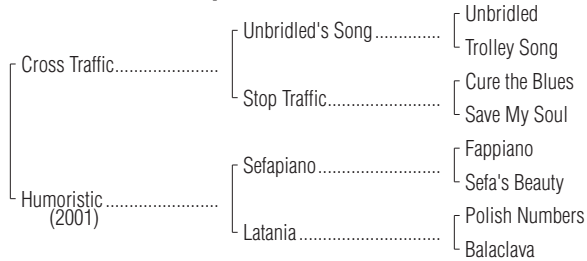 Unbridled
Unbridled's Song...............
Trolley Song
Cross Traffic.......................
Cure the Blues
Stop Traffic..........................
Save My Soul
Fappiano
Sefapiano............................
Sefa's Beauty
Humoristic.........................
(2001)
Polish Numbers
Latania.................................
Balaclava